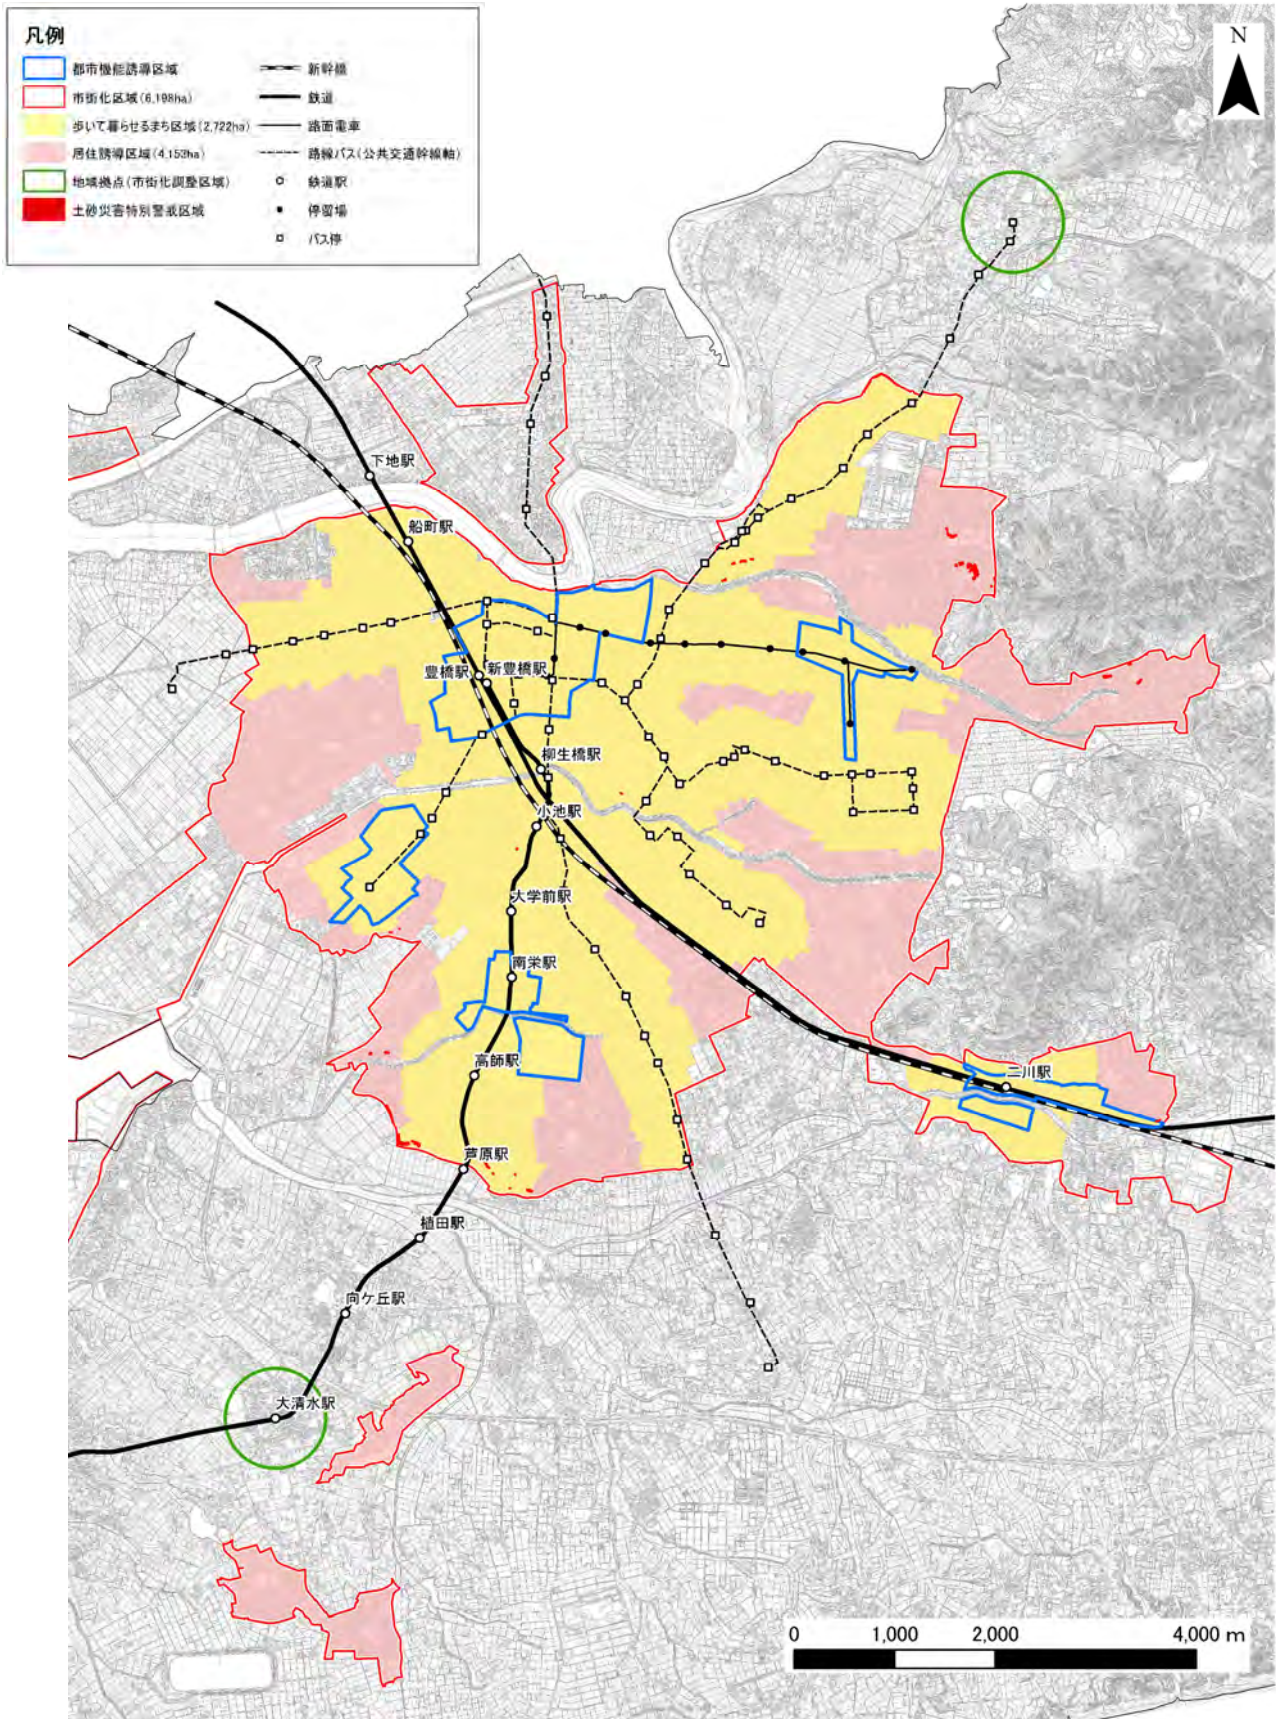 凡例
都市機能誘導区域
市街化区域(6,198ha)
歩いて暮らせるまち区域(2,722ha)
居住誘導区域(4,153ha)
地域拠点(市街化調整区域)
土砂災害特別警戒区域
新幹線
鉄道
路面電車
路線バス(公共交通幹線軸)
鉄道駅
停留場
バス停
N
下地駅
船町駅
豊橋駅
新豊橋駅
柳生橋駅
小池駅
大学前駅
南栄駅
高師駅
二川駅
芦原駅
植田駅
向ケ丘駅
大清水駅
0 1,000 2,000 4,000 m